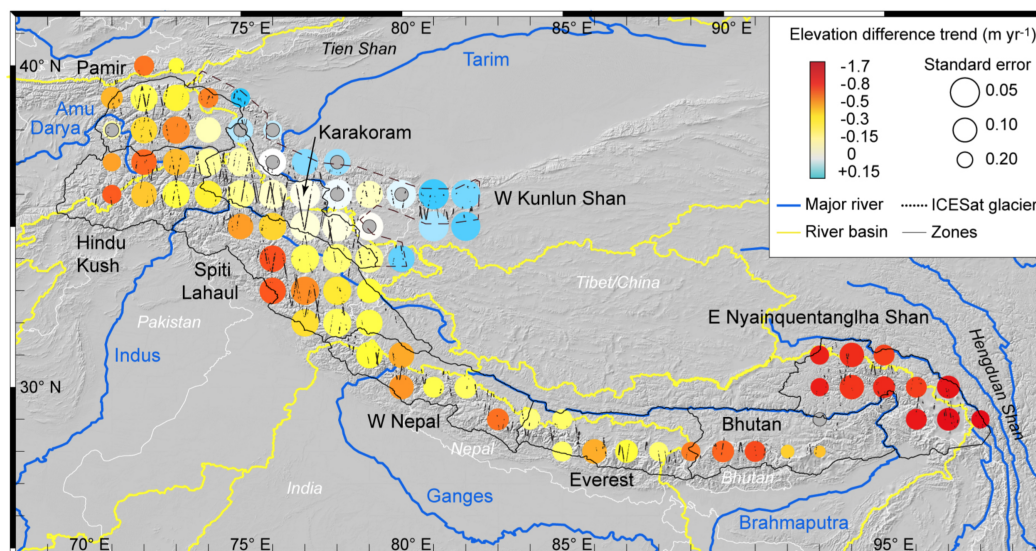 75° E
80° E
90° E
Tien Shan
40° N
Pamir
Tarim
Amu
Darya
Karakoram
W Kunlun Shan
Hindu
Kush
Spiti
Lahaul
Tibet/China
Pakistan
E Nyainquentanglha Shan
Indus
Hengduan Shan
30° N
W Nepal
Nepal
Bhutan
Everest
Bhutan
India
Ganges
Brahmaputra
70° E
75° E
80° E
85° E
95° E
Elevation difference trend (m yr-1)
Standard error
-1.7
-0.8
-0.5
-0.3
-0.15
0
+0.15
0.05
0.10
0.20
Major river
ICESat glacier
River basin
Zones